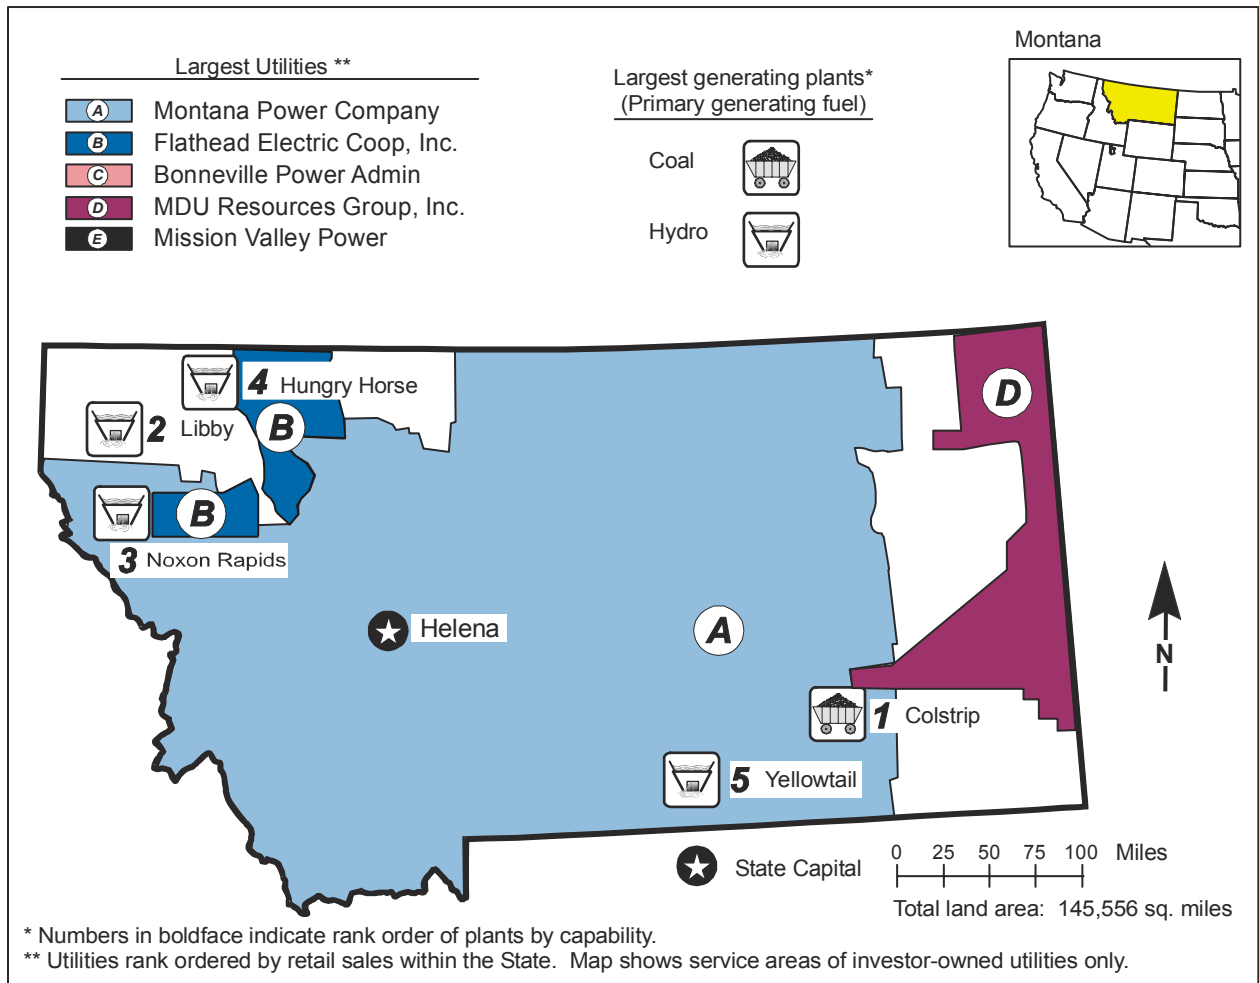 Largest Utilities **
A Montana Power Company
B Flathead Electric Coop, Inc.
C Bonneville Power Admin
D MDU Resources Group, Inc.
E Mission Valley Power
Largest generating plants*
(Primary generating fuel)
Coal
Hydro
Montana
4 Hungry Horse
2 Libby
B
D
B
3 Noxon Rapids
Helena
A
N
1 Colstrip
5 Yellowtail
State Capital
0 25 50 75 100 Miles
Total land area: 145,556 sq. miles
* Numbers in boldface indicate rank order of plants by capability.
** Utilities rank ordered by retail sales within the State. Map shows service areas of investor-owned utilities only.